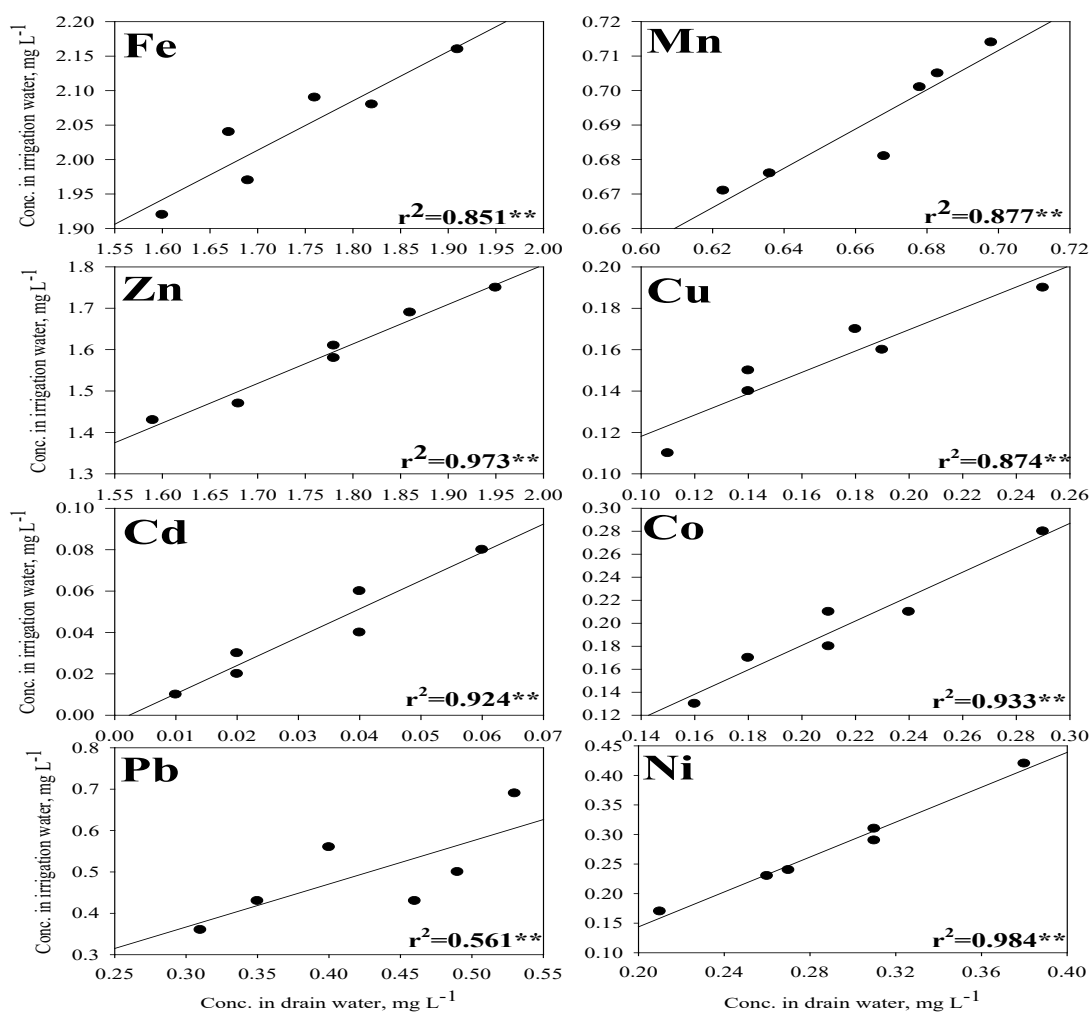 Fe
Conc. in irrigation water, mg L-1
2.20
2.15
2.10
2.05
2.00
1.95
1.90
r2=0.851**
1.55 1.60 1.65 1.70 1.75 1.80 1.85 1.90 1.95 2.00
Mn
0.72
0.71
0.70
0.69
0.68
0.67
0.66
r2=0.877**
0.60 0.62 0.64 0.66 0.68 0.70 0.72
Zn
Conc. in irrigation water, mg L-1
1.8
1.7
1.6
1.5
1.4
1.3
r2=0.973**
1.55 1.60 1.65 1.70 1.75 1.80 1.85 1.90 1.95 2.00
Cu
0.20
0.18
0.16
0.14
0.12
0.10
r²=0.874**
0.10 0.12 0.14 0.16 0.18 0.20 0.22 0.24 0.26
Cd
Conc. in irrigation water, mg L-1
0.10
0.08
0.06
0.04
0.02
0.00
r²=0.924**
0.00 0.01 0.02 0.03 0.04 0.05 0.06 0.07
Co
0.30
0.28
0.26
0.24
0.22
0.20
0.18
0.16
0.14
0.12
r²=0.933**
0.14 0.16 0.18 0.20 0.22 0.24 0.26 0.28 0.30
Pb
Conc. in irrigation water, mg L-1
0.8
0.7
0.6
0.5
0.4
0.3
r²=0.561**
0.25 0.30 0.35 0.40 0.45 0.50 0.55
Conc. in drain water, mg L-1
Ni
0.45
0.40
0.35
0.30
0.25
0.20
0.15
0.10
r²=0.984**
0.20 0.24 0.28 0.32 0.36 0.40
Conc. in drain water, mg L-1